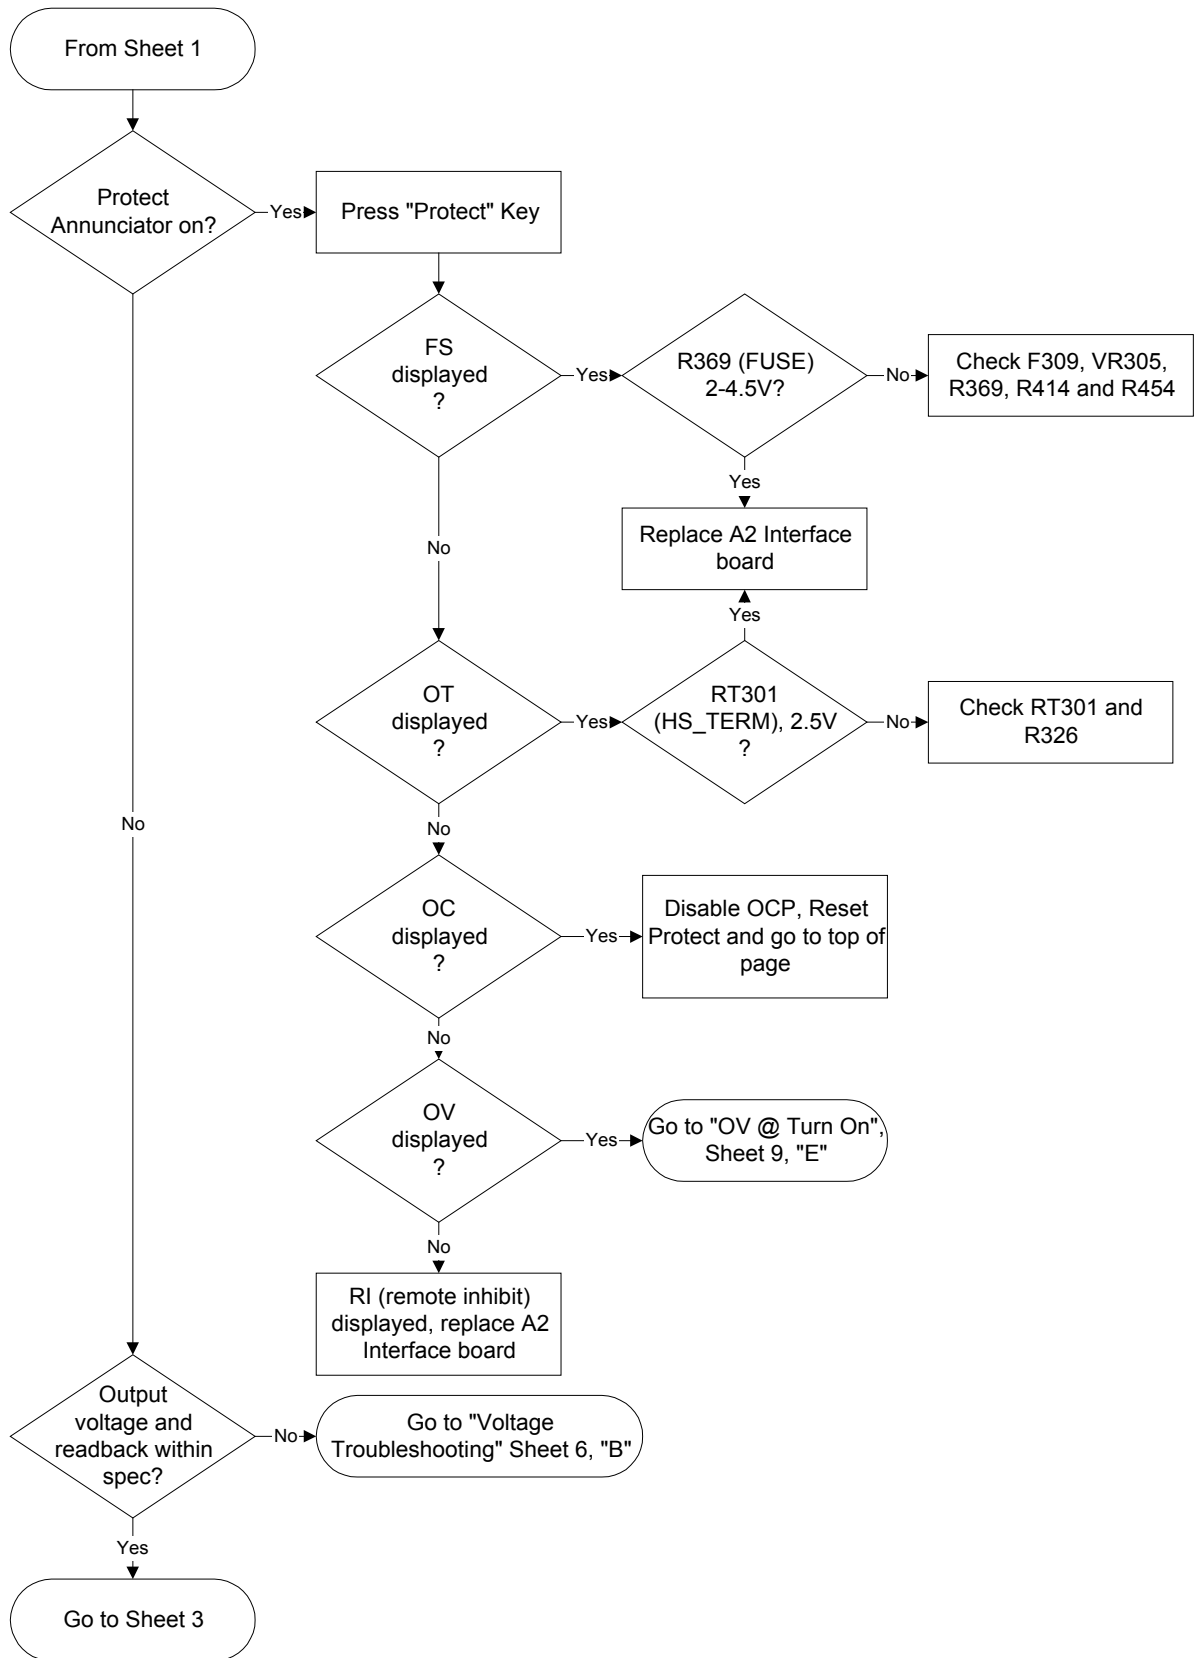 From Sheet 1
Protect
Annunciator on?
Yes
Press "Protect" Key
FS
displayed
?
Yes
R369 (FUSE)
2-4.5V?
No
Check F309, VR305,
R369, R414 and R454
Yes
Replace A2 Interface
board
No
Yes
OT
displayed
?
Yes
RT301
(HS_TERM), 2.5V
?
No
Check RT301 and
R326
No
No
OC
displayed
?
Yes
Disable OCP, Reset
Protect and go to top of
page
No
OV
displayed
?
Yes
Go to "OV @ Turn On",
Sheet 9, "E"
No
RI (remote inhibit)
displayed, replace A2
Interface board
Output
voltage and
readback within
spec?
No
Go to "Voltage
Troubleshooting" Sheet 6, "B"
Yes
Go to Sheet 3